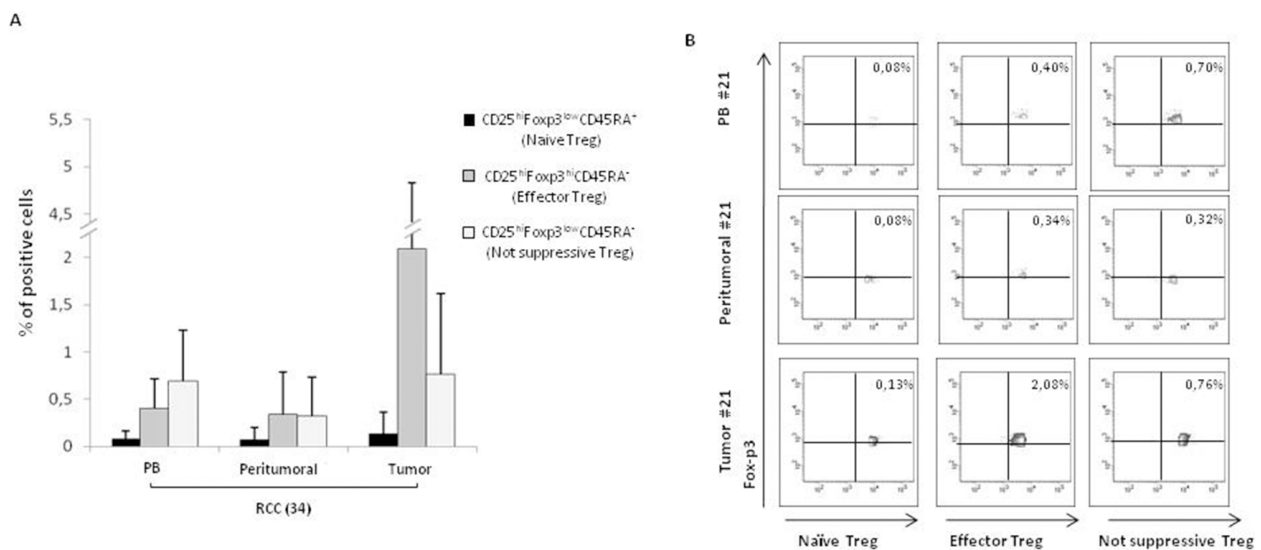 A
% of positive cells
5,5
5
4,5
2
1,5
1
0,5
0
PB
Peritumoral
Tumor
RCC (34)
CD25hiFoxp3lowCD45RA+
(Naive Treg)
CD25hiFoxp3hiCD45RA-
(Effector Treg)
CD25hiFoxp3lowCD45RA-
(Not suppressive Treg)
B
PB #21
0,08%
0,40%
0,70%
Peritumoral #21
0,08%
0,34%
0,32%
Tumor #21
0,13%
2,08%
0,76%
Fox-p3
Naïve Treg
Effector Treg
Not suppressive Treg